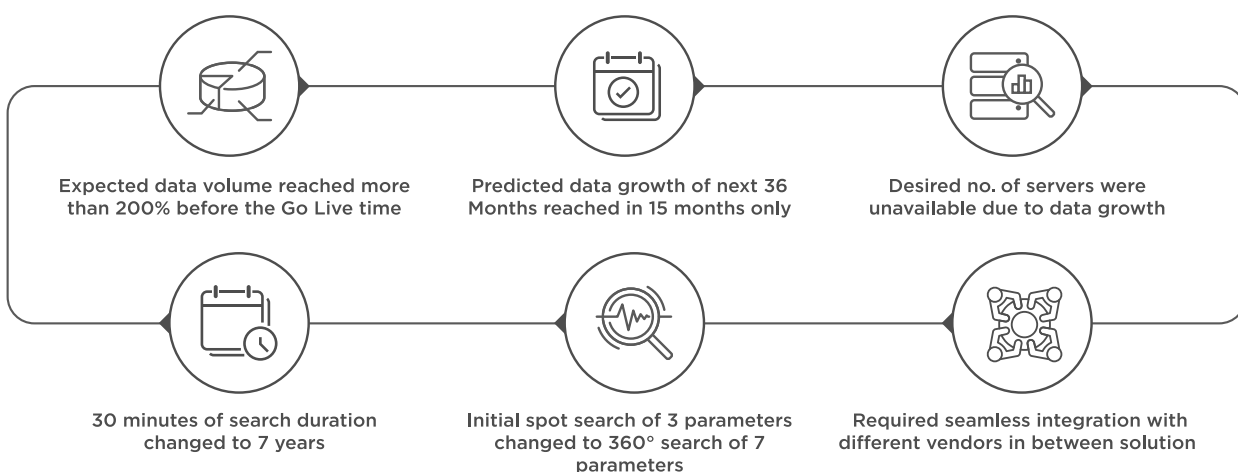 Expected data volume reached more
than 200% before the Go Live time
Predicted data growth of next 36
Months reached in 15 months only
Desired no. of servers were
unavailable due to data growth
30 minutes of search duration
changed to 7 years
Initial spot search of 3 parameters
changed to 360° search of 7
parameters
Required seamless integration with
different vendors in between solution